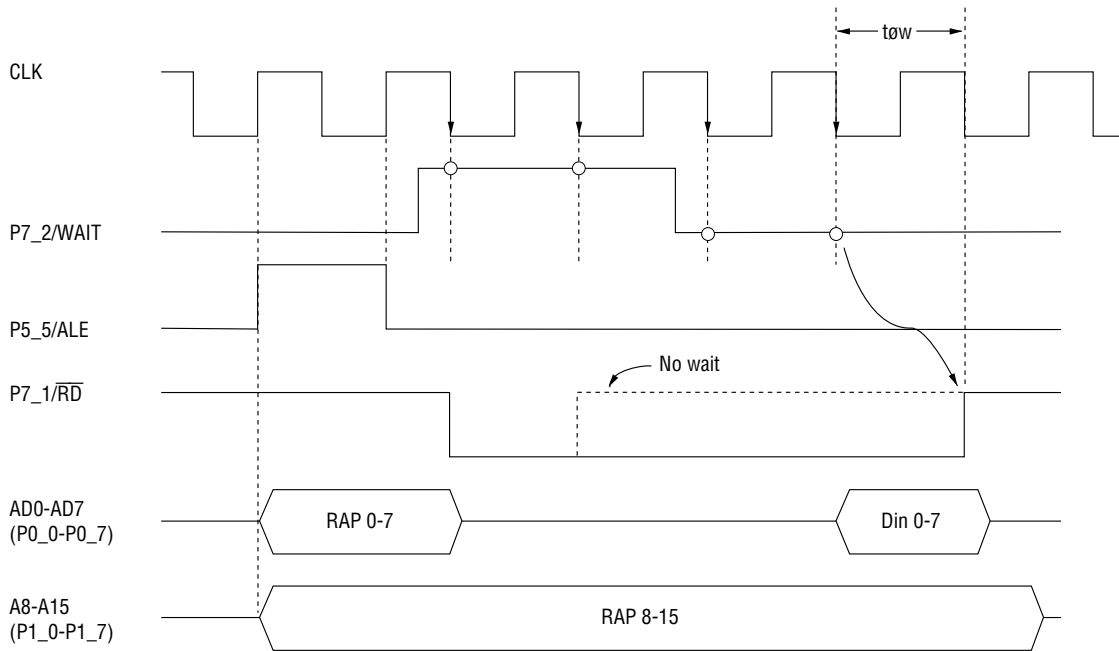 tøw
CLK
P7_2/WAIT
P5_5/ALE
No wait
P7_1/RD
AD0-AD7
(P0_0-P0_7)
RAP 0-7
Din 0-7
A8-A15
(P1_0-P1_7)
RAP 8-15